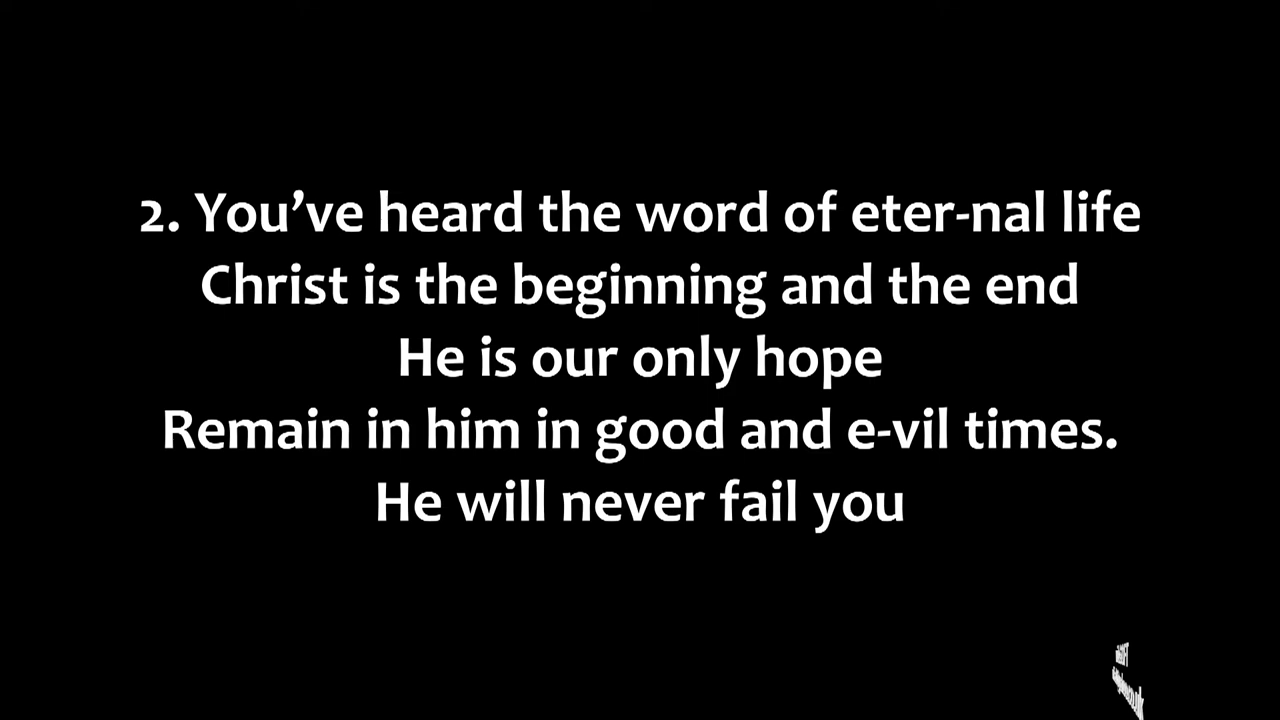 2. You’ve heard the word of eter-nal life
Christ is the beginning and the end
He is our only hope
Remain in him in good and e-vil times.
He will never fail you